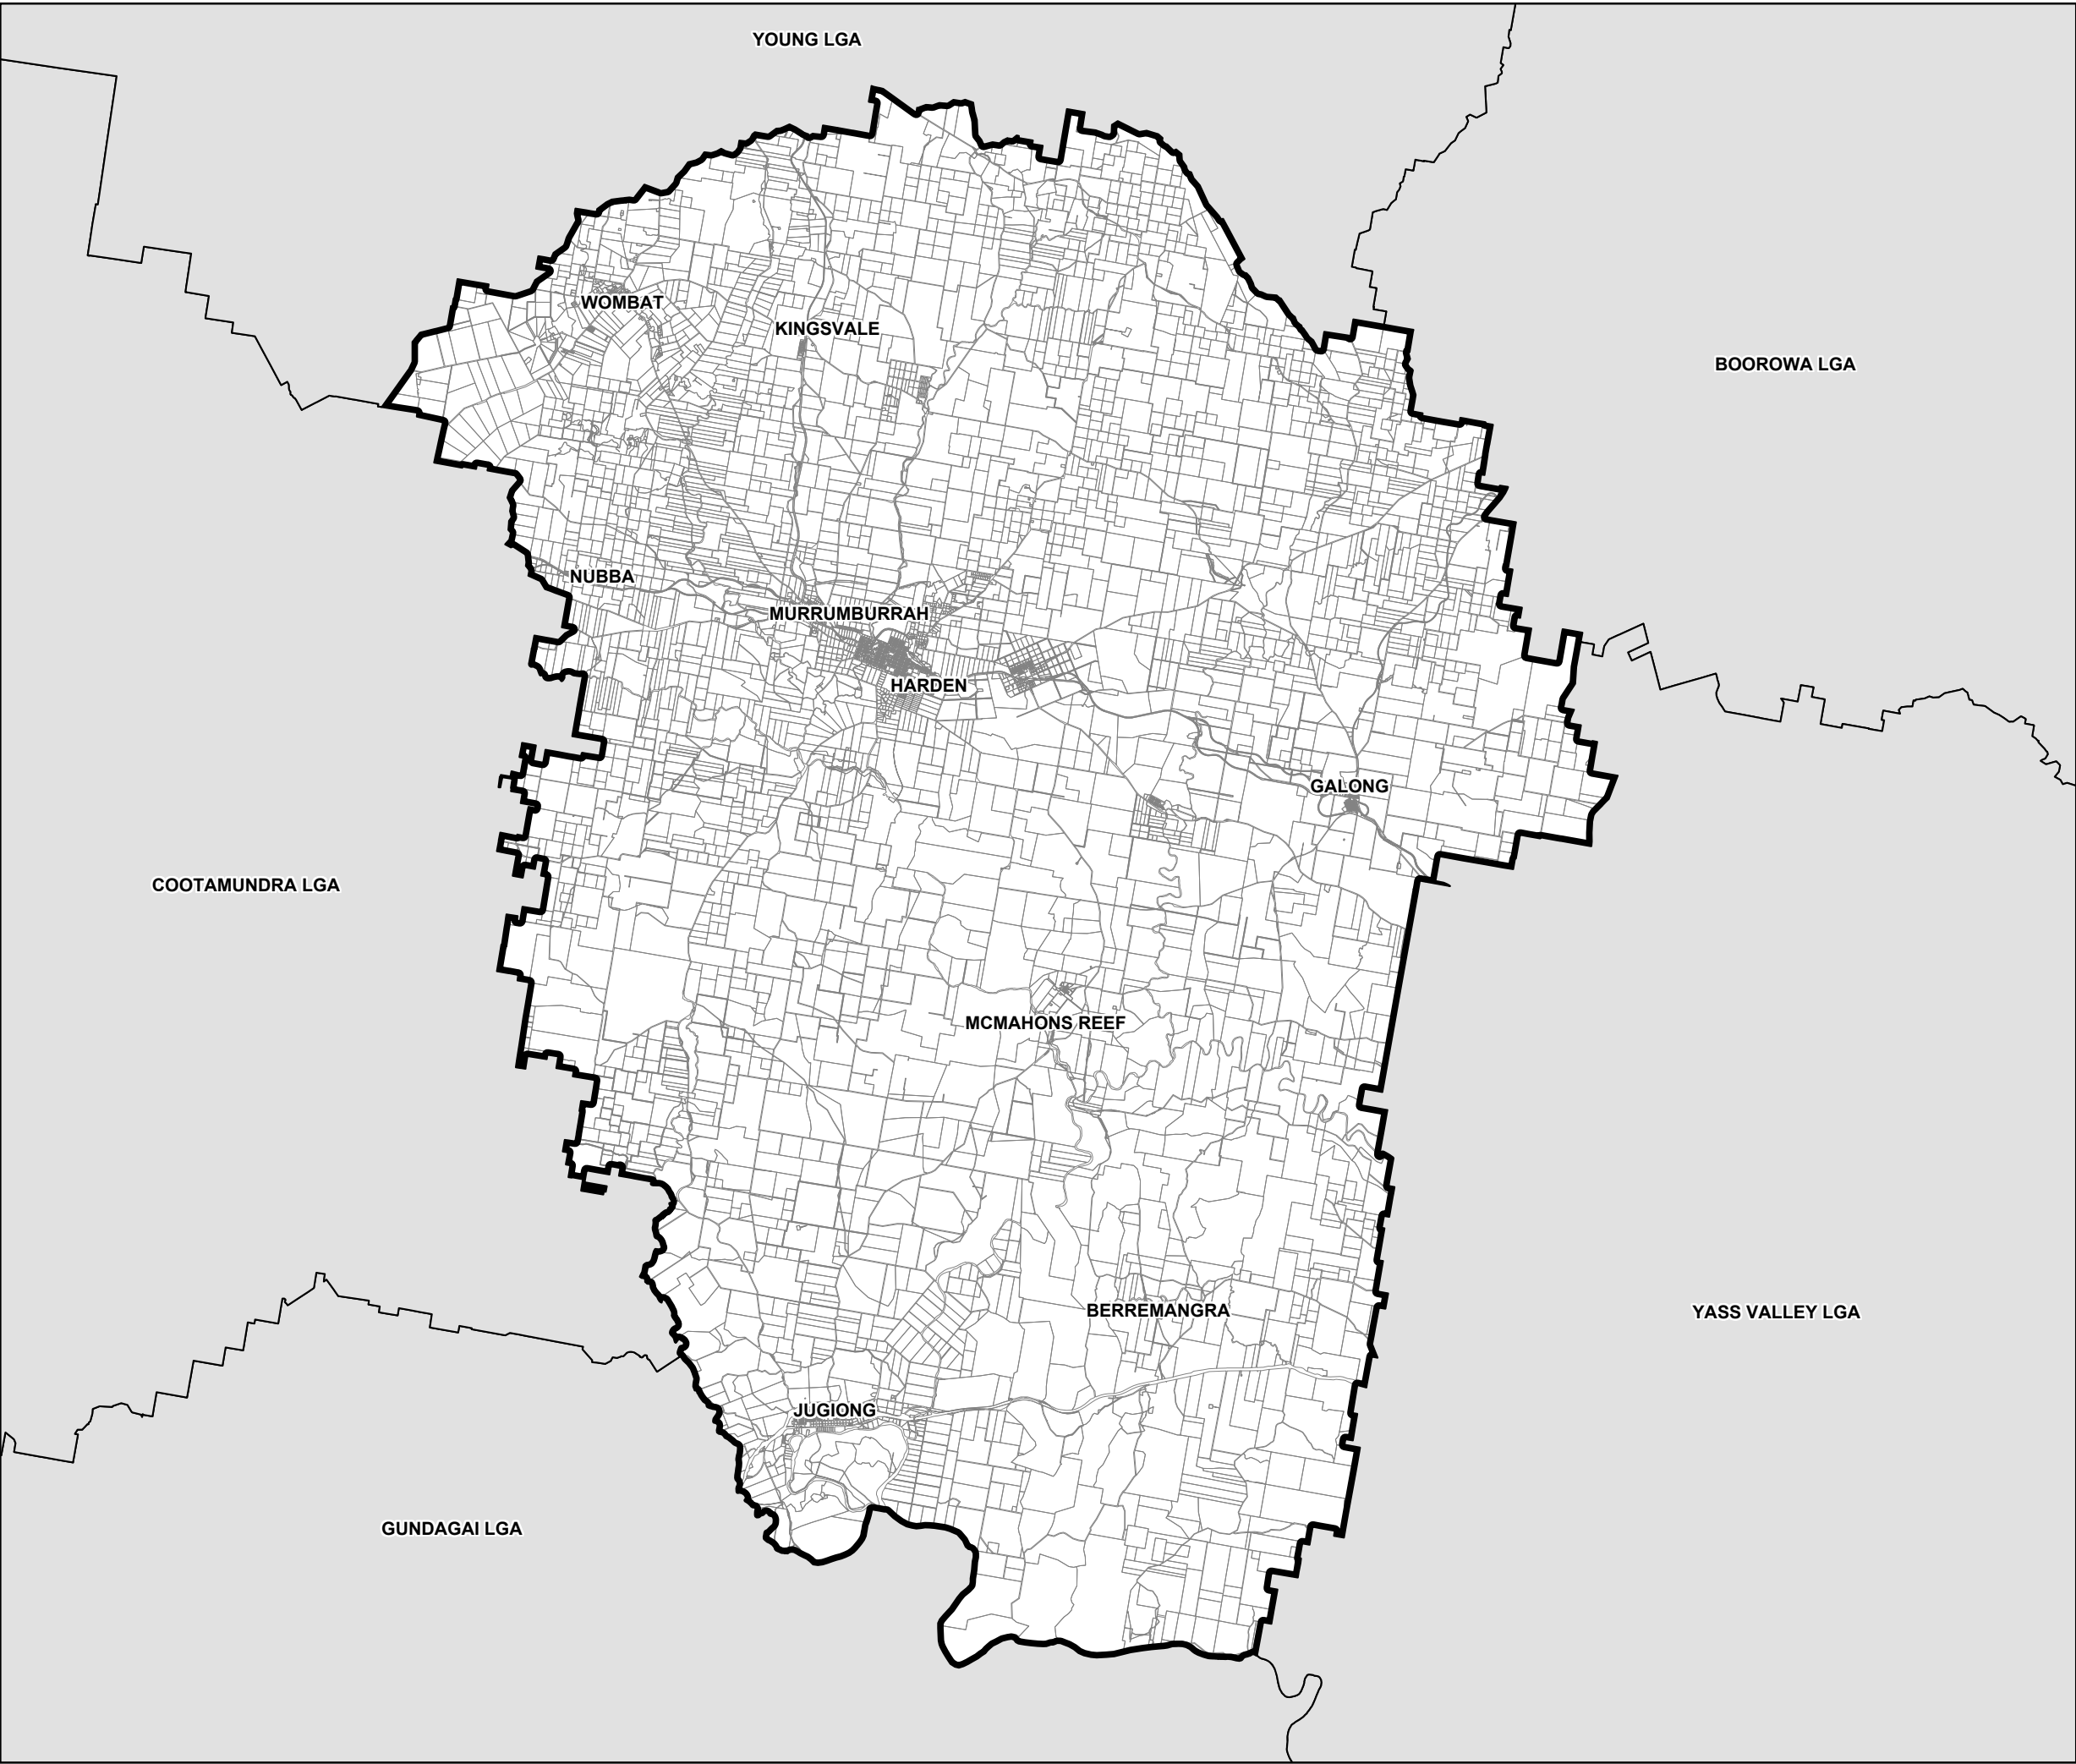 YOUNG LGA
WOMBAT
KINGSVALE
BOOROWA LGA
NUBBA
MURRUMBURRAH
HARDEN
GALONG
COOTAMUNDRA LGA
MCMAHONS REEF
BERREMANGRA
YASS VALLEY LGA
JUGIONG
GUNDAGAI LGA